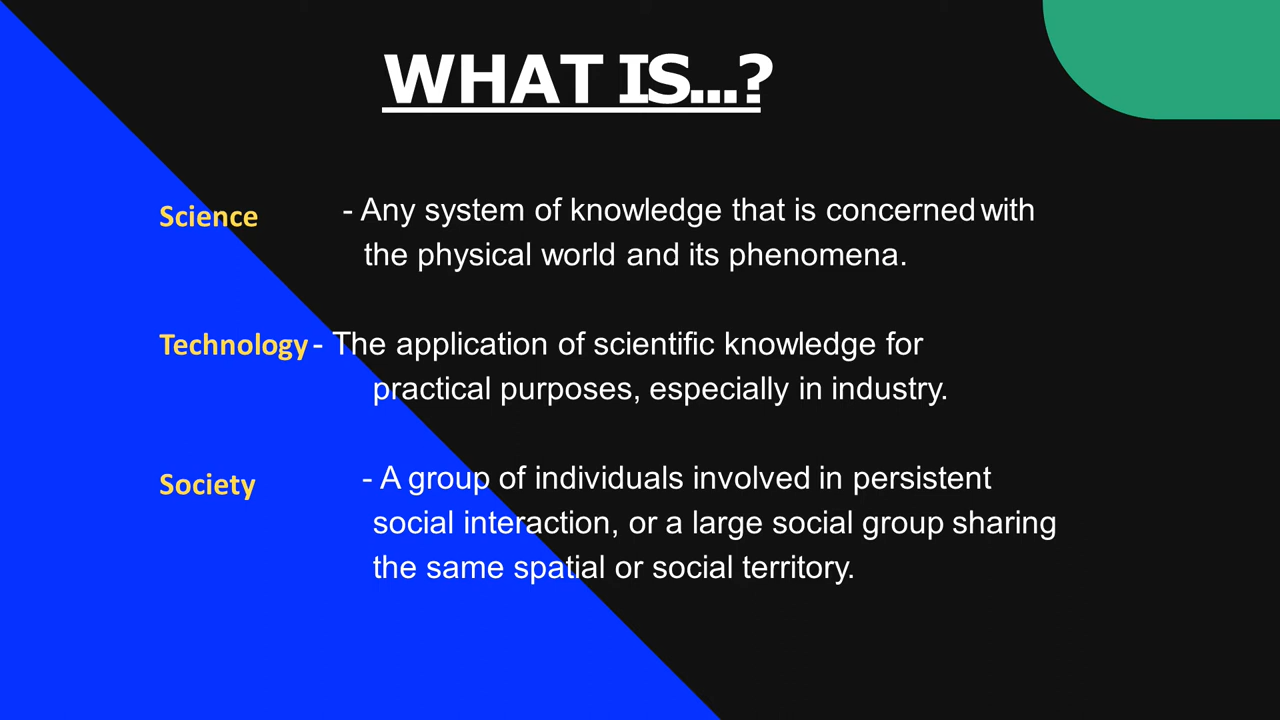 WHAT IS...?
Science - Any system of knowledge that is concerned with
the physical world and its phenomena.
Technology - The application of scientific knowledge for
practical purposes, especially in industry.
Society - A group of individuals involved in persistent
social interaction, or a large social group sharing
the same spatial or social territory.